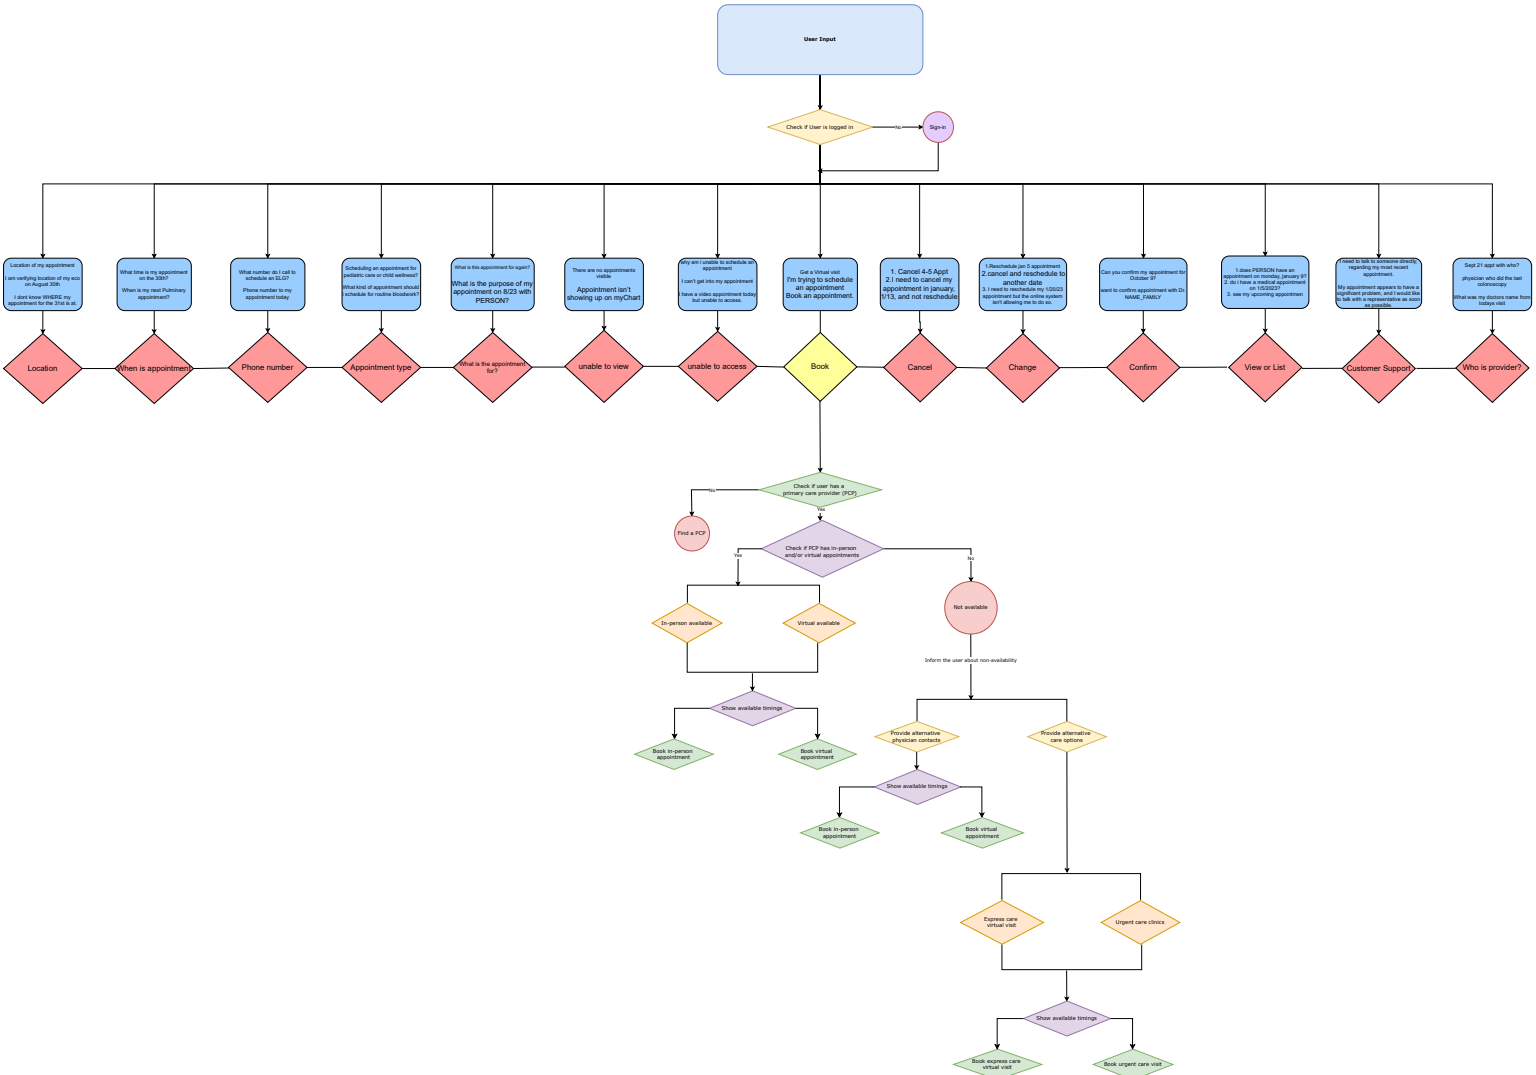 User Input
Check if User is logged in
No
Sign-in
Location of my appointment
I am verifying location of my eco
on August 30th
I dont know WHERE my
appointment for the 31st is at.
What time is my appointment
on the 30th?
When is my next Pulminary
appointment?
What number do I call to
schedule an ELG?
Phone number to my
appointment today
Scheduling an appointment for
pediatric care or child wellness?
What kind of appointment should
I schedule for routine bloodwork?
What is this appointment for again?
What is the purpose of my
appointment on 8/23 with
PERSON?
There are no appointments
visible
Appointment isn't
showing up on myChart
why am i unable to schedule an
appointment
I can't get into my appointment
I have a video appointment today
but unable to access.
Get a Virtual visit
I'm trying to schedule
an appointment
Book an appointment.
1. Cancel 4-5 Appt
2.I need to cancel my
appointment in january,
1/13, and not reschedule
1.Reschedule jan 5 appointment
2.cancel and reschedule to
another date
3. I need to reschedule my 1/20/23
appointment but the online system
isn't allowing me to do so.
Can you confirm my appointment for
October 9?
want to confirm appointment with Dr.
NAME_FAMILY
1.does PERSON have an
appointment on monday, january 9?
2. do i have a medical appointment
on 1/5/2023?
3. see my upcoming appointmen
I need to talk to someone directly,
regarding my most recent
appointment.
My appointment appears to have a
significant problem, and I would like
to talk with a representative as soon
as possible.
Sept 21 appt with who?
physician who did the last
colonoscopy
What was my doctors name from
todays visit
Location
When is appointment
Phone number
Appointment type
What is the appointment
for?
unable to view
unable to access
Book
Cancel
Change
Confirm
View or List
Customer Support
Who is provider?
Check if user has a
primary care provider (PCP)
No
Yes
Find a PCP
Check if PCP has in-person
and/or virtual appointments
Yes
No
In-person available
Virtual available
Not available
Inform the user about non-availability
Show available timings
Book in-person
appointment
Book virtual
appointment
Provide alternative
physician contacts
Provide alternative
care options
Show available timings
Book in-person
appointment
Book virtual
appointment
Express care
virtual visit
Urgent care clinics
Show available timings
Book express care
virtual visit
Book urgent care visit